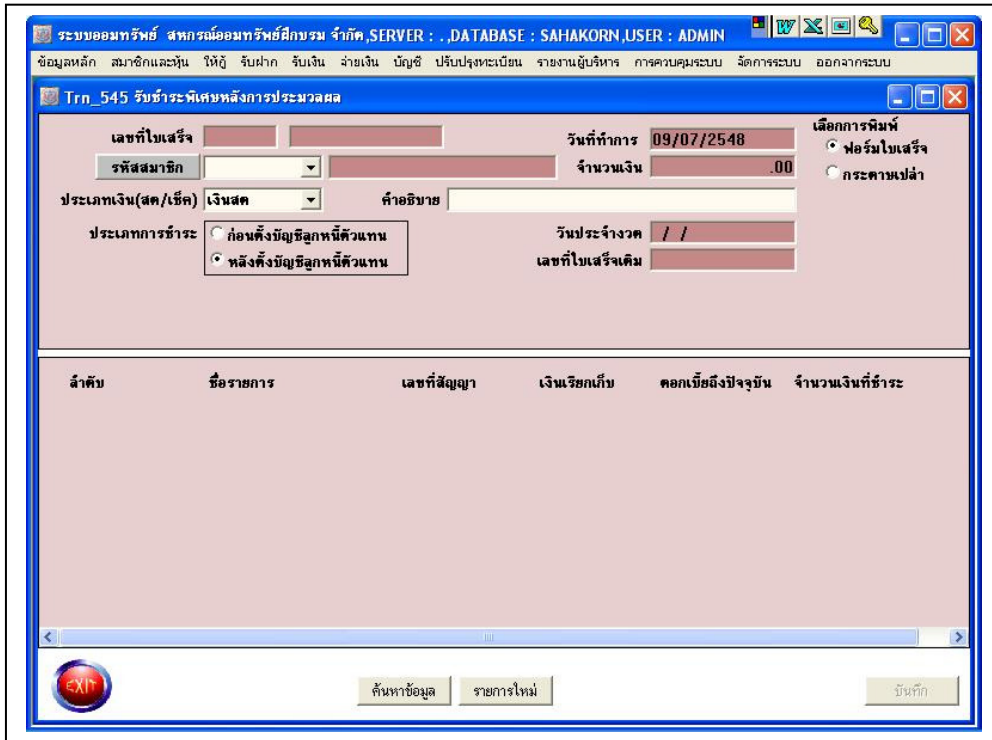 ระบบออมทรัพย์ สหกรณ์ออมทรัพย์ฝึกบรม จำกัด,SERVER : .,DATABASE : SAHAKORN,USER : ADMIN
ข้อมูลหลัก สมาชิกและหุ้น ให้กู้ รับฝาก รับเงิน จ่ายเงิน บัญชี ปรับปรุงทะเบียน รายงานผู้บริหาร การควบคุมระบบ จัดการระบบ ออกจากระบบ
Trn_545 รับชำระพิเศษหลังการประมวลผล
เลขที่ใบเสร็จ วันที่ทำการ 09/07/2548 เลือกการพิมพ์
ฟอร์มใบเสร็จ
รหัสสมาชิก จำนวนเงิน .00 กระดาษเปล่า
ประเภทเงิน(สด/เช็ค) เงินสด คำอธิบาย
ประเภทการชำระ ก่อนตั้งบัญชีลูกหนี้ตัวแทน วันประจำงวด / /
หลังตั้งบัญชีลูกหนี้ตัวแทน เลขที่ใบเสร็จเดิม
ลำดับ ชื่อรายการ เลขที่สัญญา เงินเรียกเก็บ ดอกเบี้ยถึงปัจจุบัน จำนวนเงินที่ชำระ
EXIT ค้นหาข้อมูล รายการใหม่ บันทึก